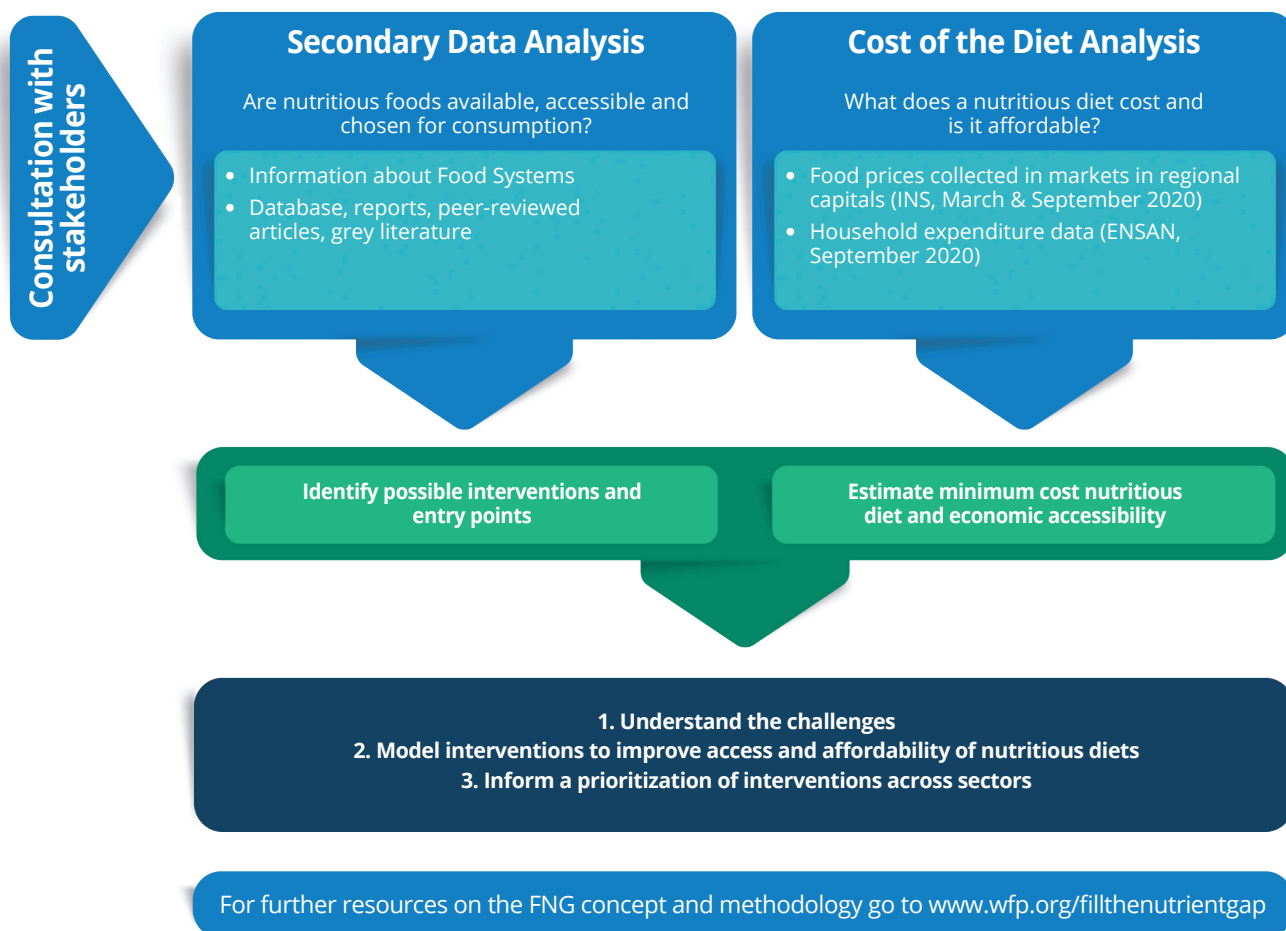 Consultation with
stakeholders
Secondary Data Analysis
Are nutritious foods available, accessible and
chosen for consumption?
• Information about Food Systems
• Database, reports, peer-reviewed
articles, grey literature
Cost of the Diet Analysis
What does a nutritious diet cost and
is it affordable?
• Food prices collected in markets in regional
capitals (INS, March & September 2020)
• Household expenditure data (ENSAN,
September 2020)
Identify possible interventions and
entry points
Estimate minimum cost nutritious
diet and economic accessibility
1. Understand the challenges
2. Model interventions to improve access and affordability of nutritious diets
3. Inform a prioritization of interventions across sectors
For further resources on the FNG concept and methodology go to www.wfp.org/fillthenutrientgap